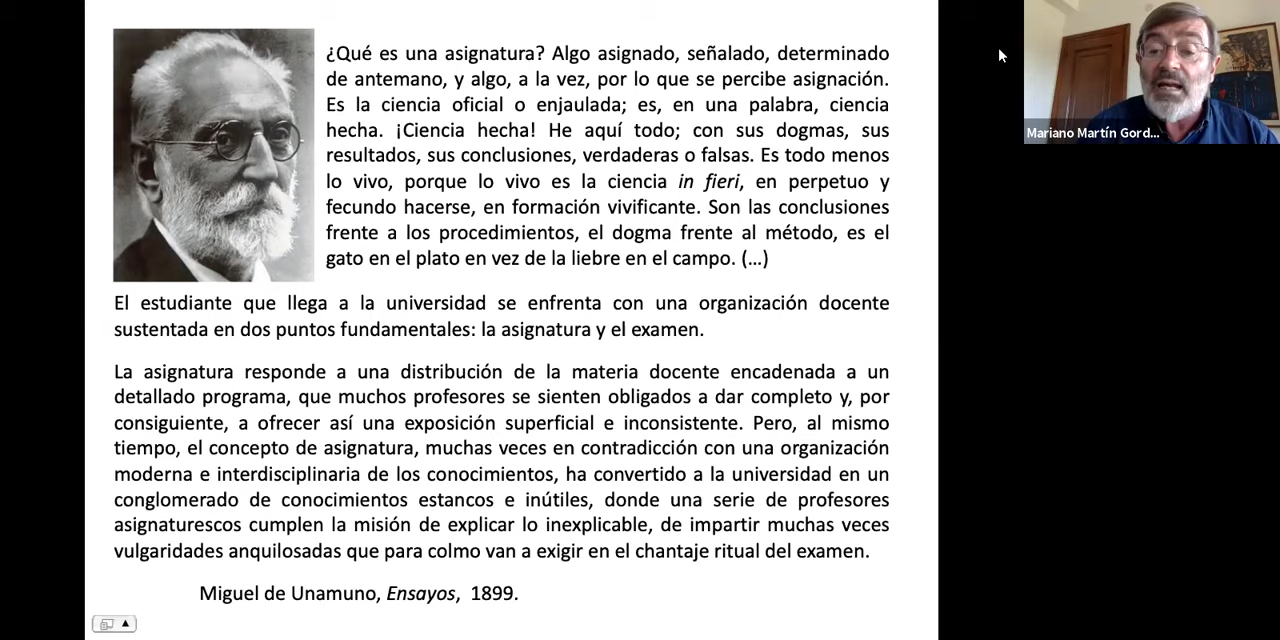 ¿Qué es una asignatura? Algo asignado, señalado, determinado
de antemano, y algo, a la vez, por lo que se percibe asignación.
Es la ciencia oficial o enjaulada; es, en una palabra, ciencia
hecha. ¡Ciencia hecha! He aquí todo; con sus dogmas, sus
resultados, sus conclusiones, verdaderas o falsas. Es todo menos
lo vivo, porque lo vivo es la ciencia in fieri, en perpetuo y
fecundo hacerse, en formación vivificante. Son las conclusiones
frente a los procedimientos, el dogma frente al método, es el
gato en el plato en vez de la liebre en el campo. (...)
El estudiante que llega a la universidad se enfrenta con una organización docente
sustentada en dos puntos fundamentales: la asignatura y el examen.
La asignatura responde a una distribución de la materia docente encadenada a un
detallado programa, que muchos profesores se sienten obligados a dar completo y, por
consiguiente, a ofrecer así una exposición superficial e inconsistente. Pero, al mismo
tiempo, el concepto de asignatura, muchas veces en contradicción con una organización
moderna e interdisciplinaria de los conocimientos, ha convertido a la universidad en un
conglomerado de conocimientos estancos e inútiles, donde una serie de profesores
asignaturescos cumplen la misión de explicar lo inexplicable, de impartir muchas veces
vulgaridades anquilosadas que para colmo van a exigir en el chantaje ritual del examen.
Miguel de Unamuno, Ensayos, 1899.
Mariano Martín Gord...